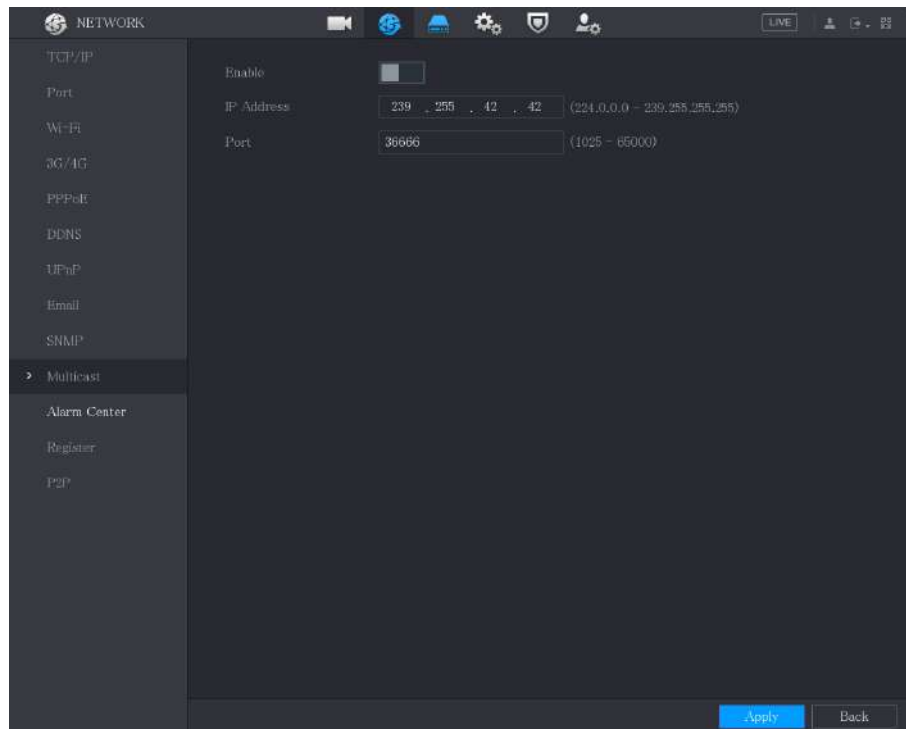 NETWORK
LIVE
TCP/IP
Port
Wi-Fi
3G/4G
PPPoE
DDNS
UPnP
Email
SNMP
Multicast
Alarm Center
Register
P2P
Enable
IP Address 239 . 255 . 42 . 42 (224.0.0.0 - 239.255.255.255)
Port 36666 (1025 - 65000)
Apply Back